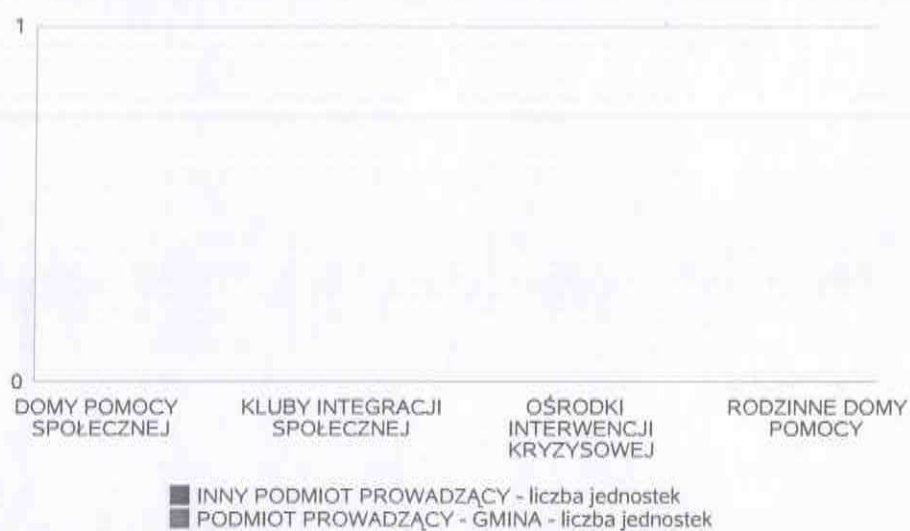 1
0
DOMY POMOCY
SPOŁECZNEJ
KLUBY INTEGRACJI
SPOŁECZNEJ
OŚRODKI
INTERWENCJI
KRYZYSOWEJ
RODZINNE DOMY
POMOCY
INNY PODMIOT PROWADZĄCY - liczba jednostek
PODMIOT PROWADZĄCY - GMINA - liczba jednostek